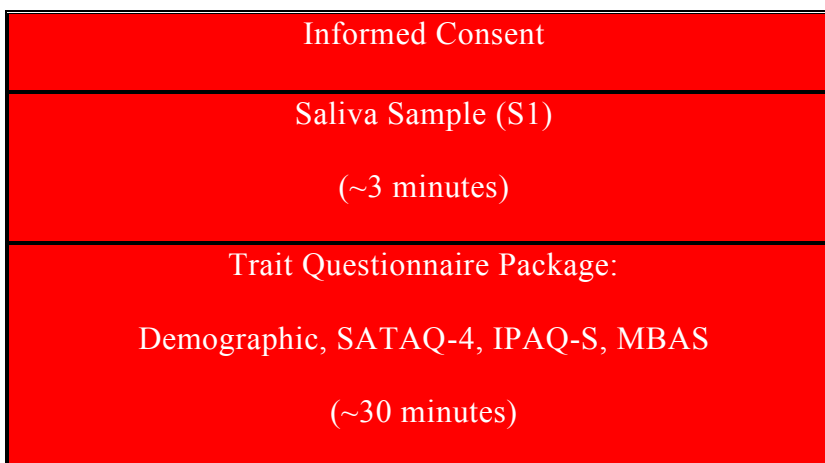 Informed Consent
Saliva Sample (S1)
(~3 minutes)
Trait Questionnaire Package:
Demographic, SATAQ-4, IPAQ-S, MBAS
(~30 minutes)